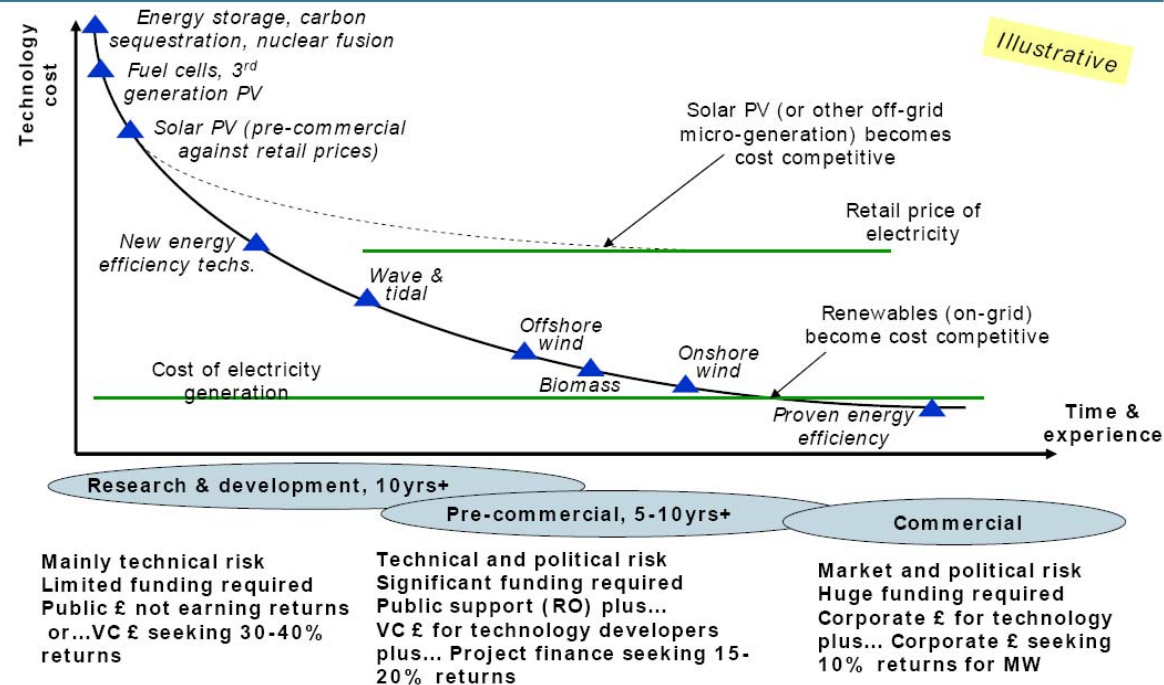 Technology
cost
Energy storage, carbon
sequestration, nuclear fusion
Illustrative
Fuel cells, 3rd
generation PV
Solar PV (pre-commercial
against retail prices)
Solar PV (or other off-grid
micro-generation) becomes
cost competitive
Retail price of
electricity
New energy
efficiency techs.
Wave &
tidal
Renewables (on-grid)
become cost competitive
Offshore
wind
Onshore
wind
Biomass
Cost of electricity
generation
Proven energy
efficiency
Time &
experience
Research & development, 10yrs+
Pre-commercial, 5-10yrs+
Commercial
Mainly technical risk
Limited funding required
Public £ not earning returns
or...VC £ seeking 30-40%
returns
Technical and political risk
Significant funding required
Public support (RO) plus...
VC £ for technology developers
plus... Project finance seeking 15-
20% returns
Market and political risk
Huge funding required
Corporate £ for technology
plus... Corporate £ seeking
10% returns for MW